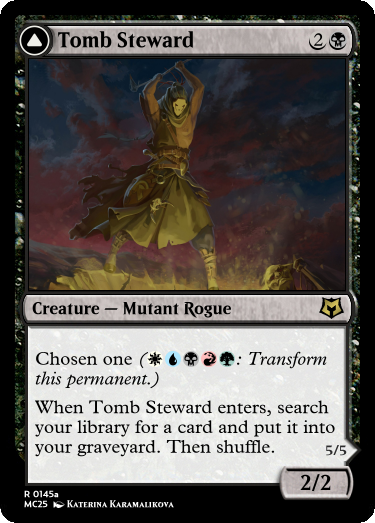 Tomb Steward 2
Creature — Mutant Rogue
Chosen one (: Transform
this permanent.)
When Tomb Steward enters, search
your library for a card and put it into
your graveyard. Then shuffle.
5/5
2/2
R 0145a
MC25 Katerina Karamalikova